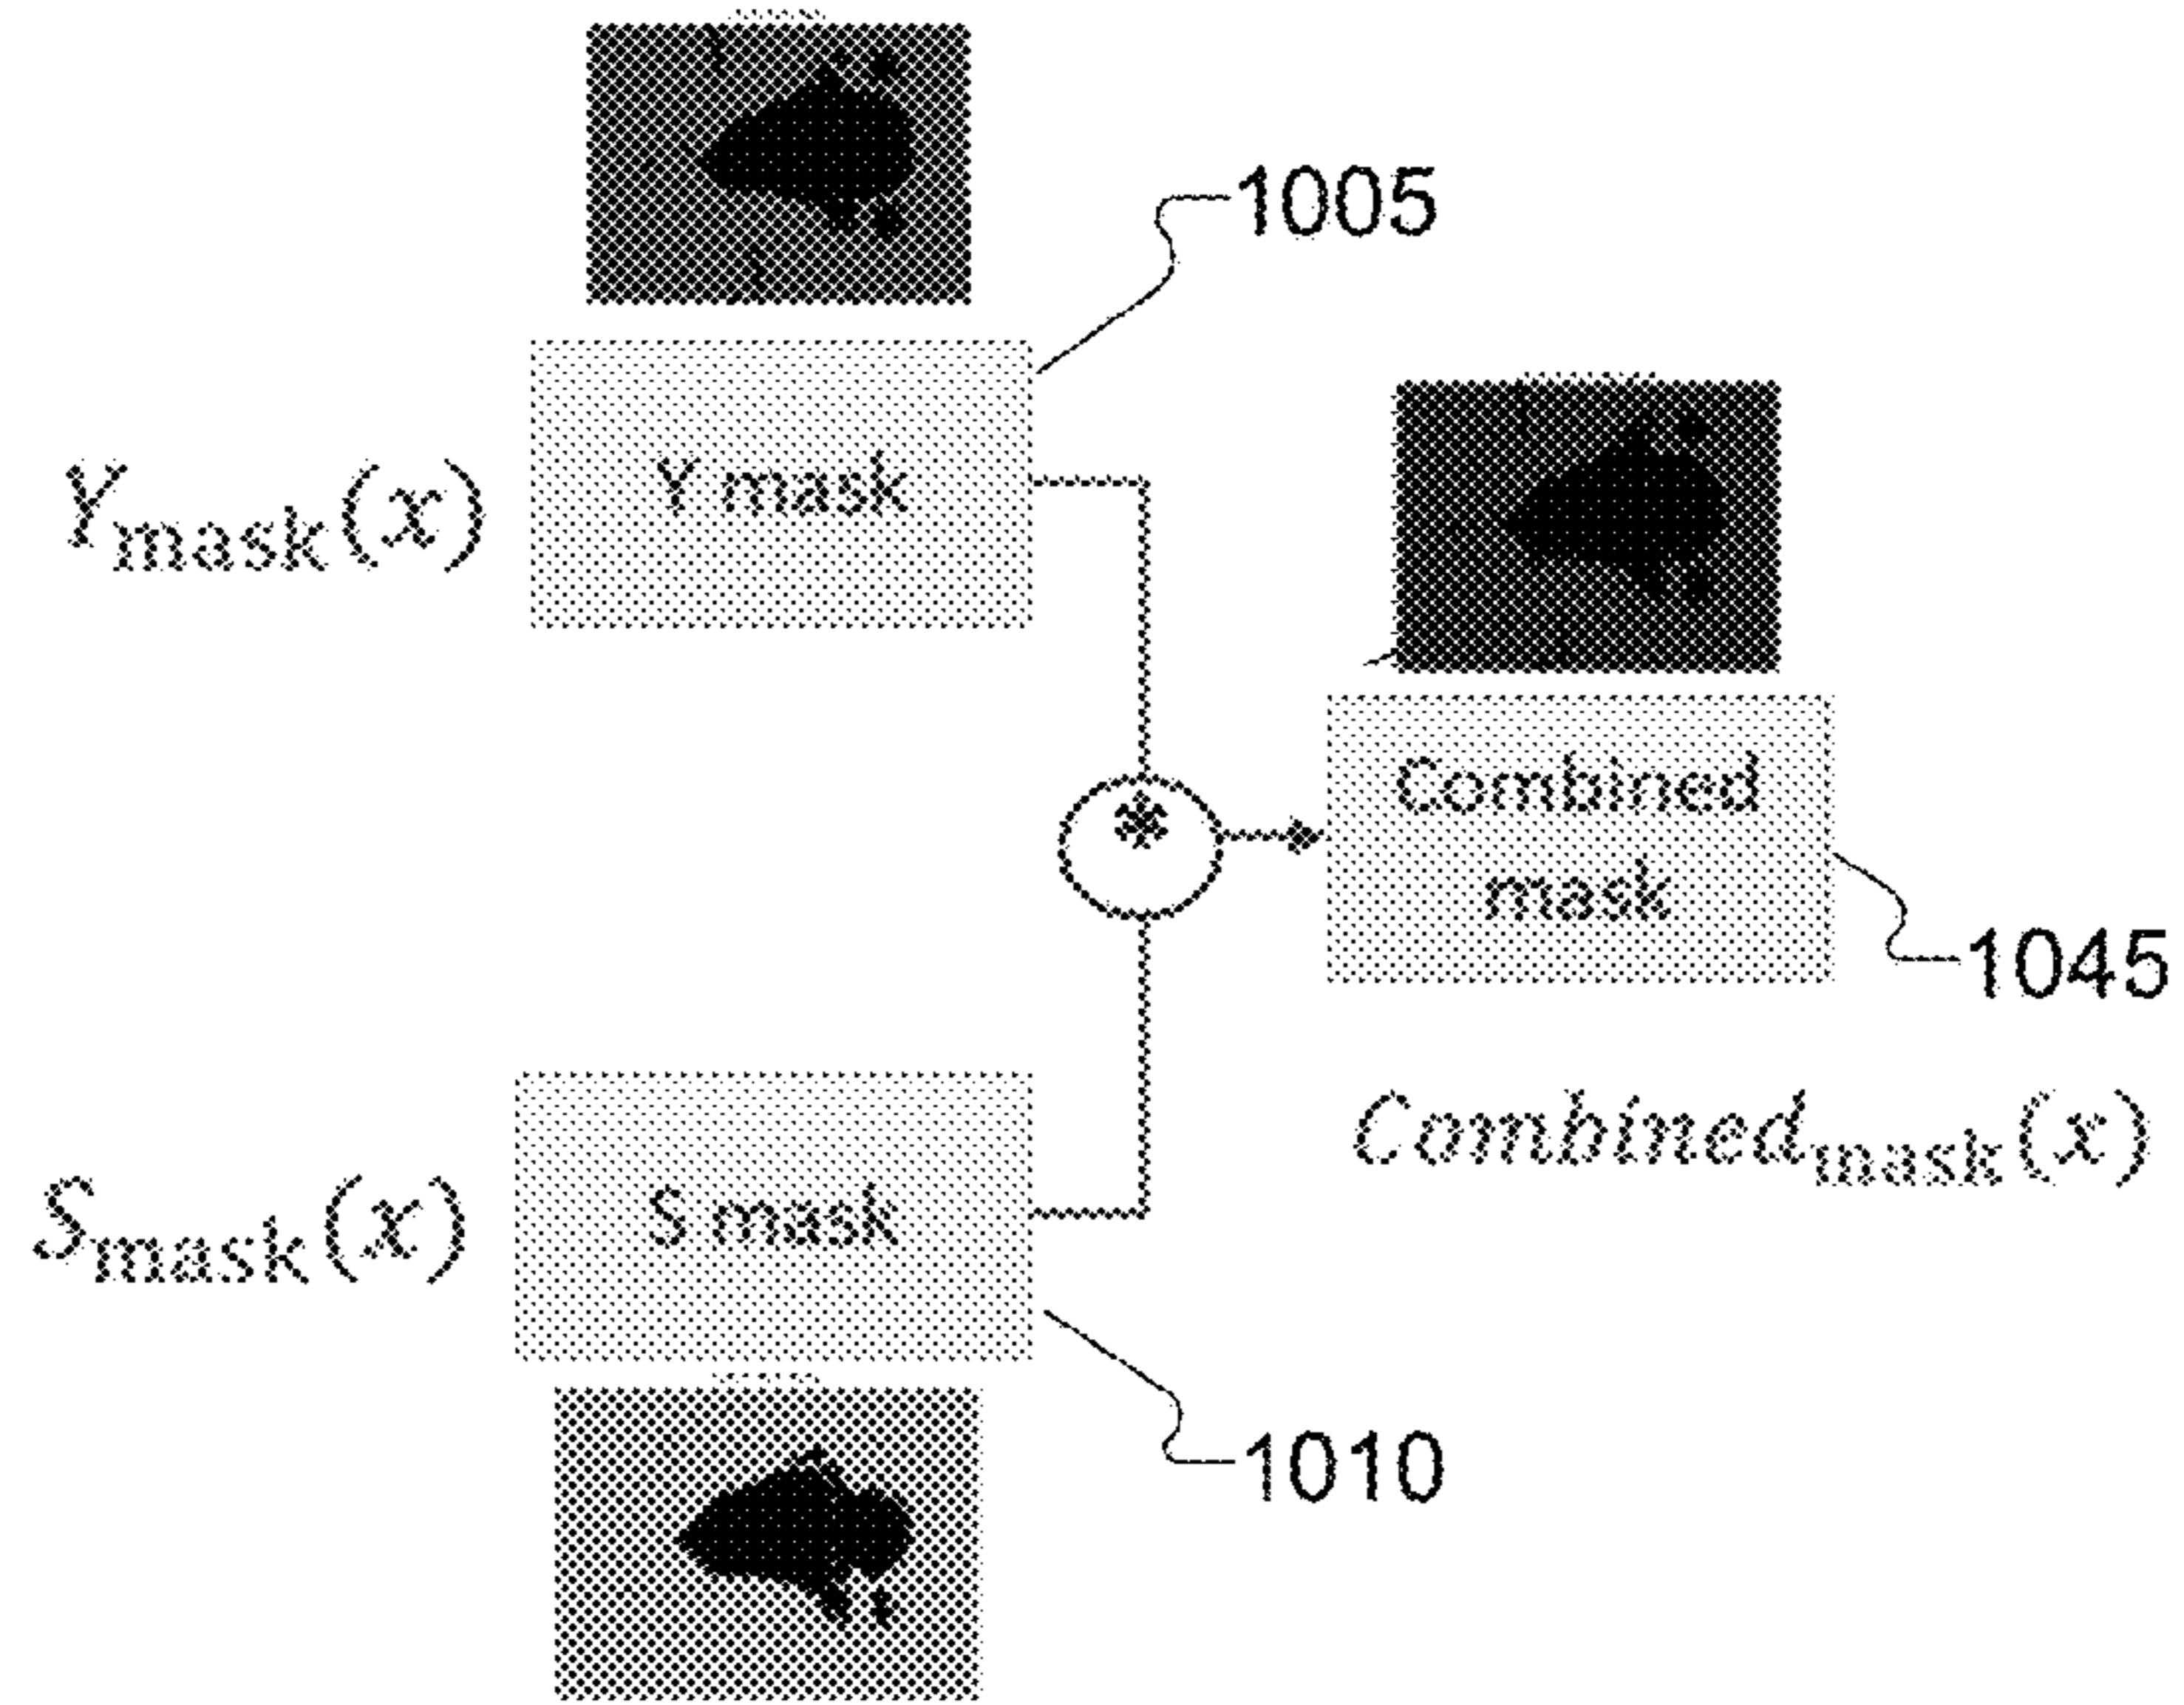 1005
Y mask
Ymask(x)
*
Combined
mask
1045
Combinedmask(x)
S mask
Smask(x)
1010